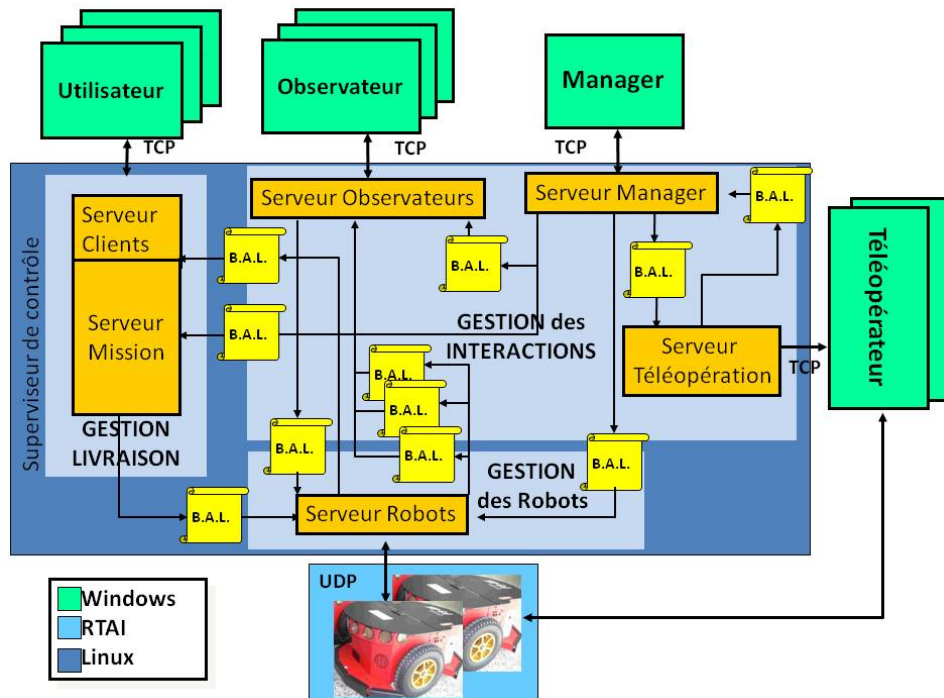 Utilisateur
Observateur
Manager
TCP
TCP
TCP
Superviseur de contrôle
Serveur
Clients
Serveur
Mission
GESTION
LIVRAISON
Serveur Observateurs
Serveur Manager
B.A.L.
B.A.L.
B.A.L.
B.A.L.
B.A.L.
GESTION des
INTERACTIONS
Serveur
Téléopération
TCP
Téléopérateur
B.A.L.
B.A.L.
B.A.L.
B.A.L.
B.A.L.
B.A.L.
GESTION
des Robots
Serveur Robots
UDP
Windows
RTAI
Linux